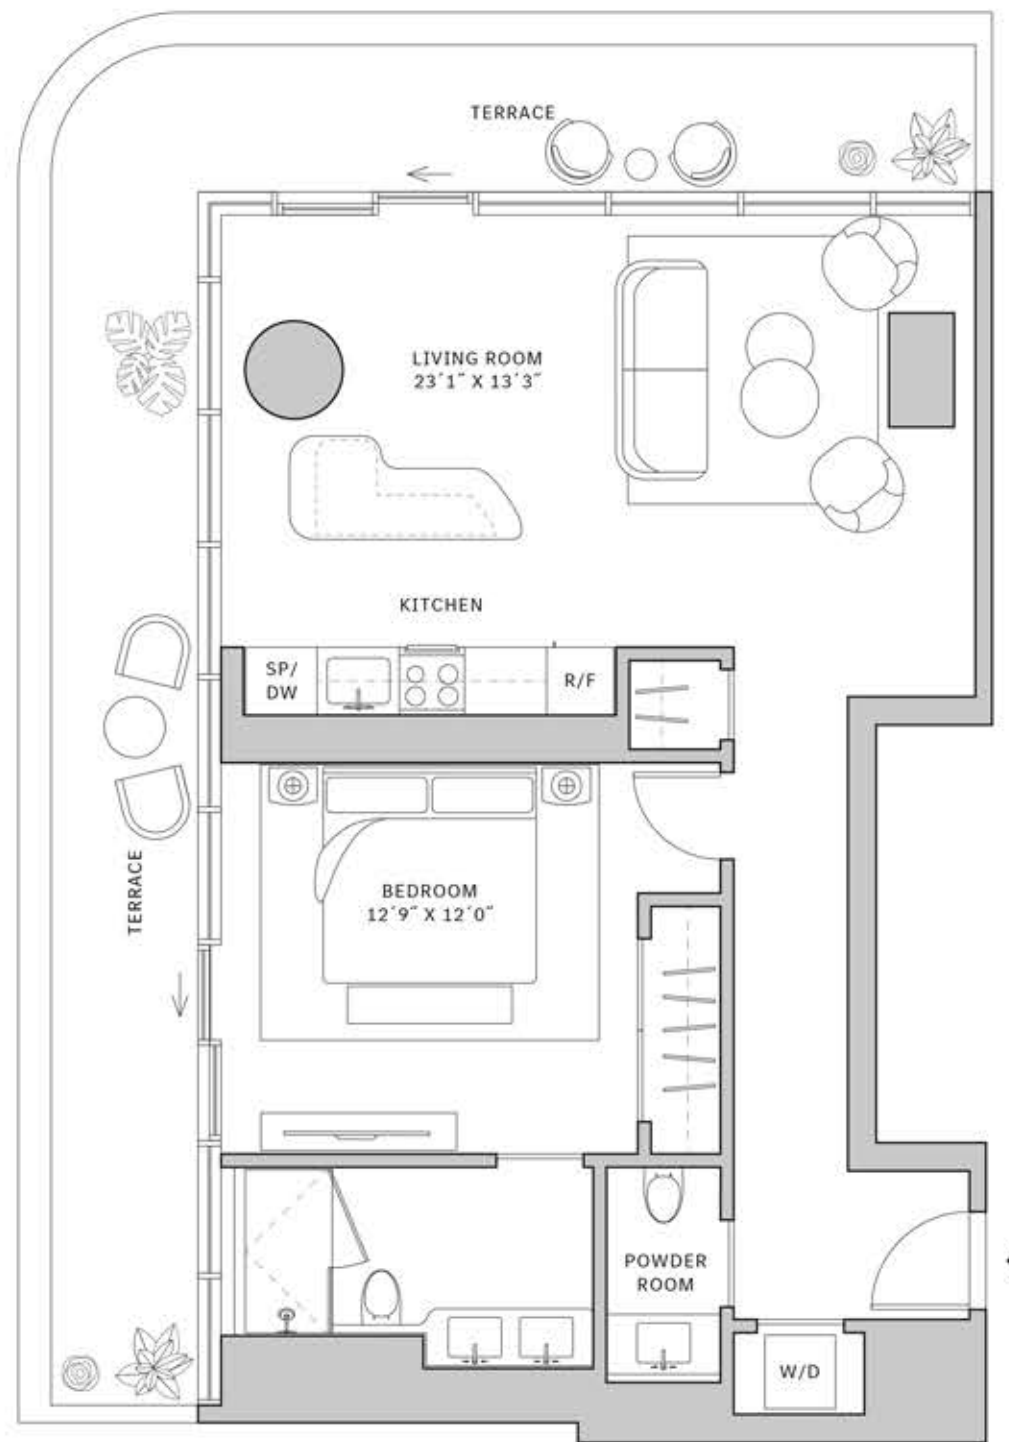 TERRACE
LIVING ROOM
23´1˝ X 13´3˝
KITCHEN
SP/
DW
R/F
BEDROOM
12´9˝ X 12´0˝
TERRACE
POWDER
ROOM
W/D